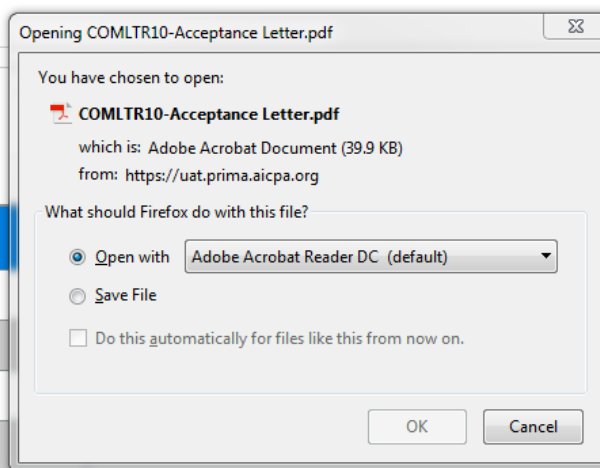 Opening COMLTR10-Acceptance Letter.pdf
You have chosen to open:
COMLTR10-Acceptance Letter.pdf
which is: Adobe Acrobat Document (39.9 KB)
from: https://uat.prima.aicpa.org
What should Firefox do with this file?
Open with Adobe Acrobat Reader DC (default)
Save File
Do this automatically for files like this from now on.
OK Cancel